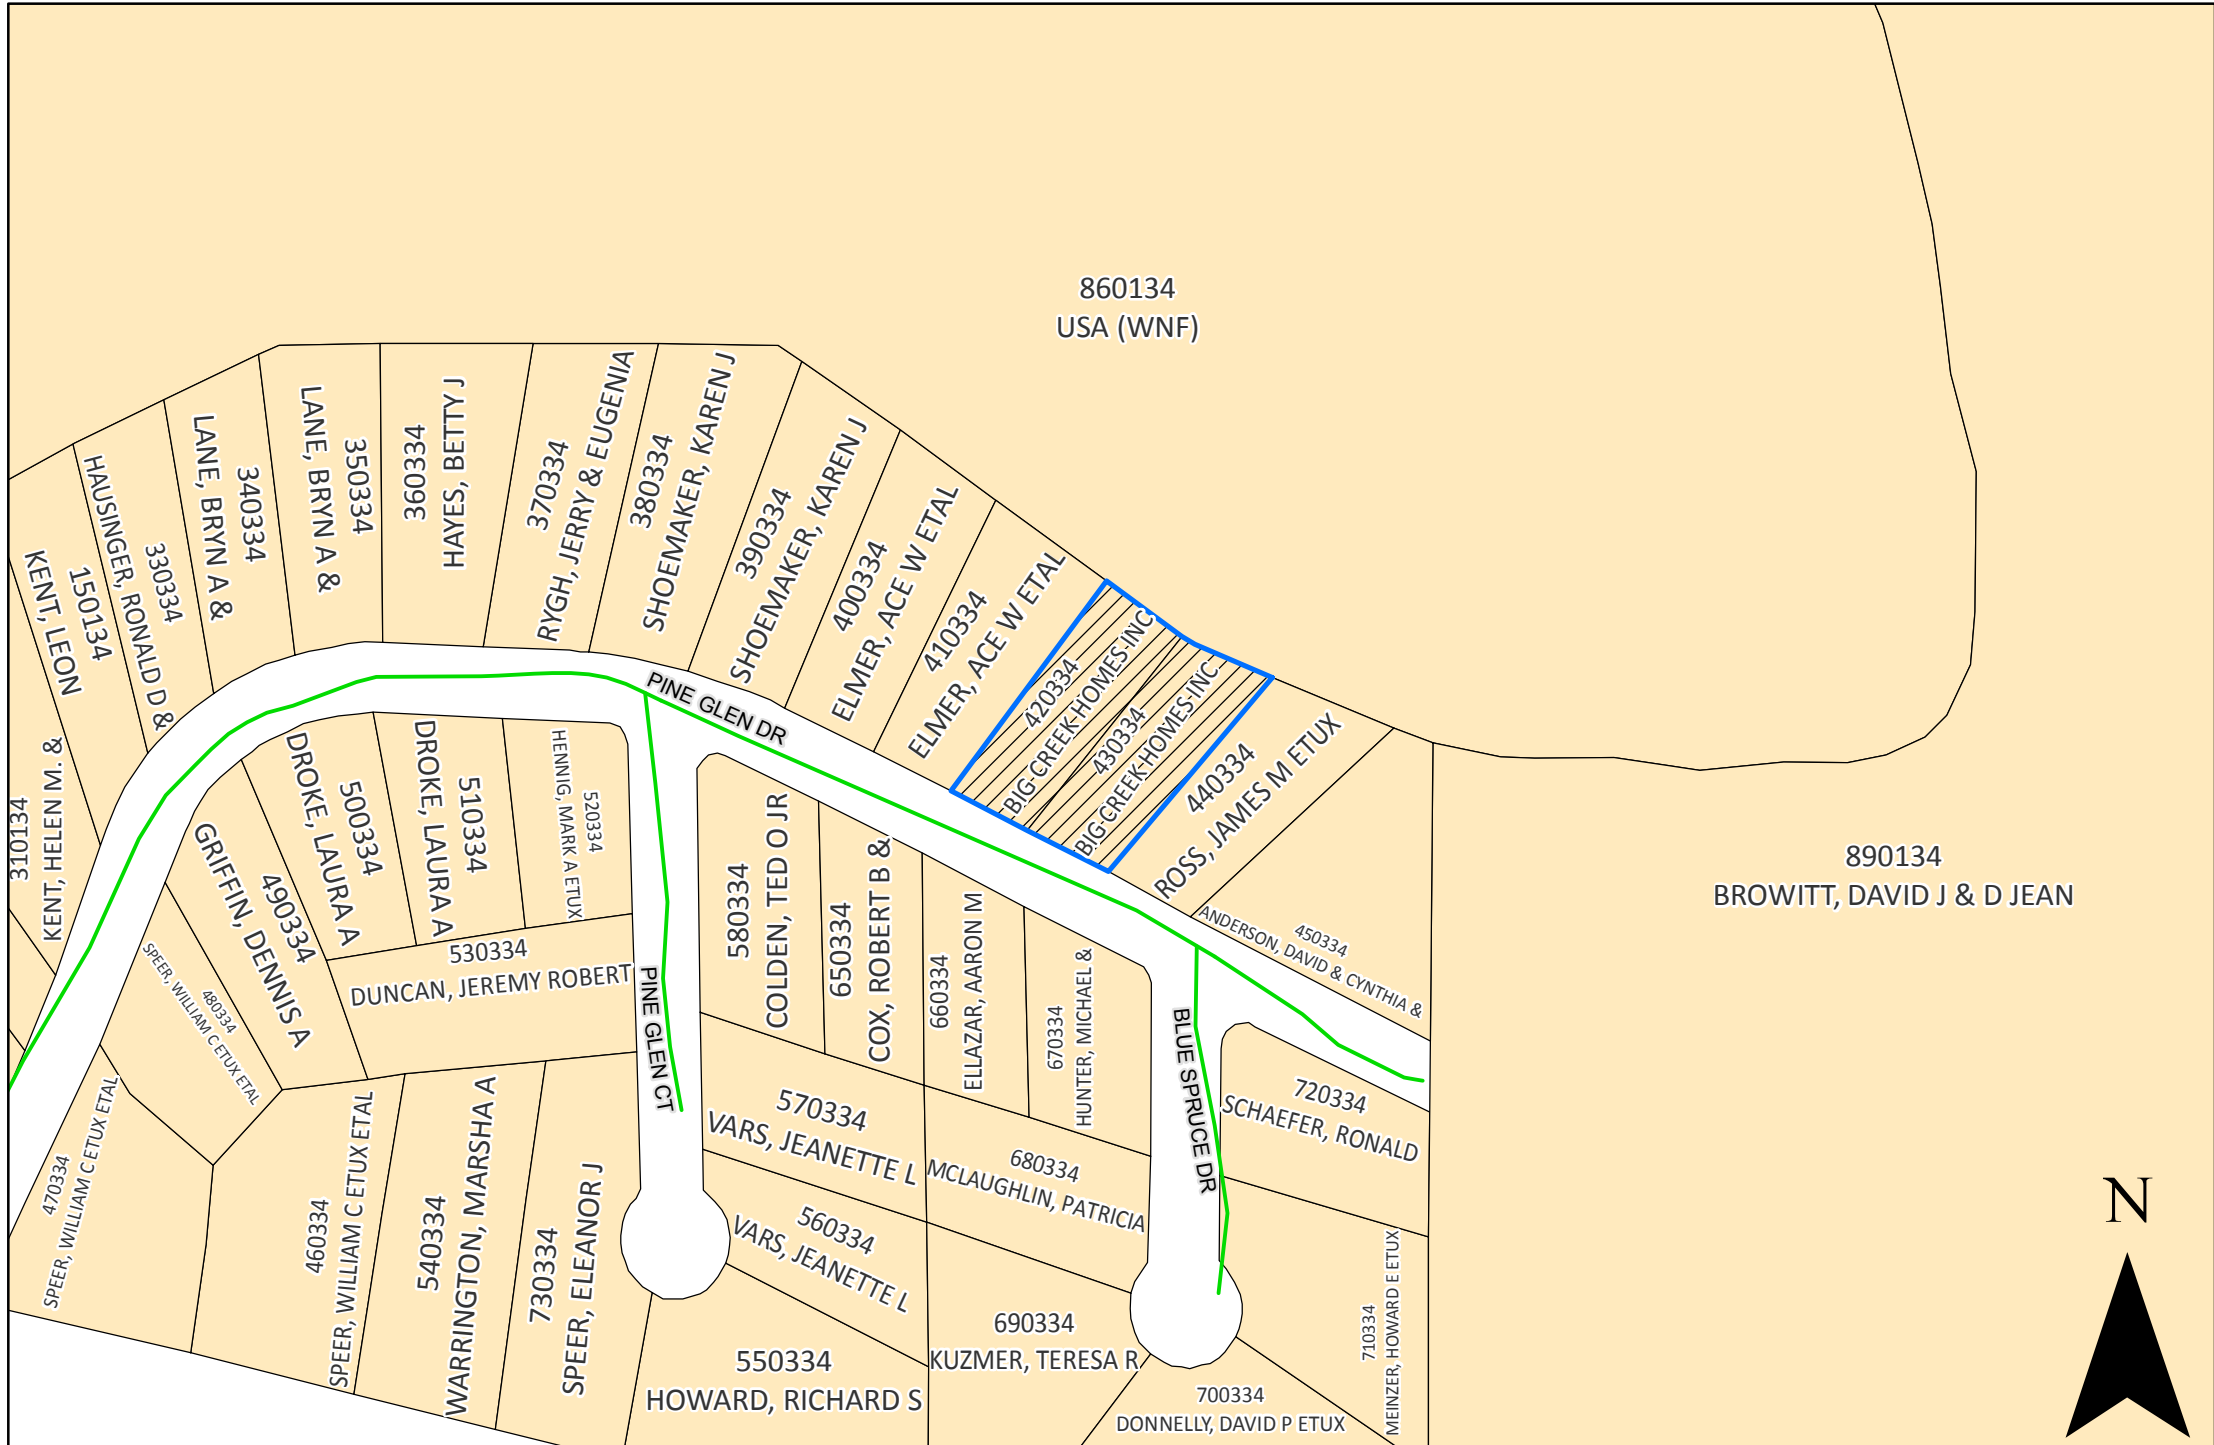 860134
USA (WNF)
150134
KENT, LEON
330334
HAUSINGER, RONALD D &
340334
LANE, BRYN A &
350334
LANE, BRYN A &
360334
HAYES, BETTY J
370334
RYGH, JERRY & EUGENIA
380334
SHOEMAKER, KAREN J
390334
SHOEMAKER, KAREN J
400334
ELMER, ACE W ETAL
410334
ELMER, ACE W ETAL
420334
BIG CREEK HOMES INC
430334
BIG CREEK HOMES INC
440334
ROSS, JAMES M ETUX
450334
ANDERSON, DAVID & CYNTHIA &
890134
BROWITT, DAVID J & D JEAN
PINE GLEN DR
310134
KENT, HELEN M. &
490334
GRIFFIN, DENNIS A
500334
DROKE, LAURA A
510334
DROKE, LAURA A
520334
HENNIG, MARK A ETUX
530334
DUNCAN, JEREMY ROBERT
PINE GLEN CT
580334
COLDEN, TED O JR
650334
COX, ROBERT B &
660334
ELLAZAR, AARON M
670334
HUNTER, MICHAEL &
BLUE SPRUCE DR
720334
SCHAEFER, RONALD
480334
SPEER, WILLIAM C ETUX ETAL
470334
SPEER, WILLIAM C ETUX ETAL
460334
SPEER, WILLIAM C ETUX ETAL
540334
WARRINGTON, MARSHA A
730334
SPEER, ELEANOR J
570334
VARS, JEANETTE L
560334
VARS, JEANETTE L
680334
MCLAUGHLIN, PATRICIA
550334
HOWARD, RICHARD S
690334
KUZMER, TERESA R
700334
DONNELLY, DAVID P ETUX
710334
MEINZER, HOWARD E ETUX
N